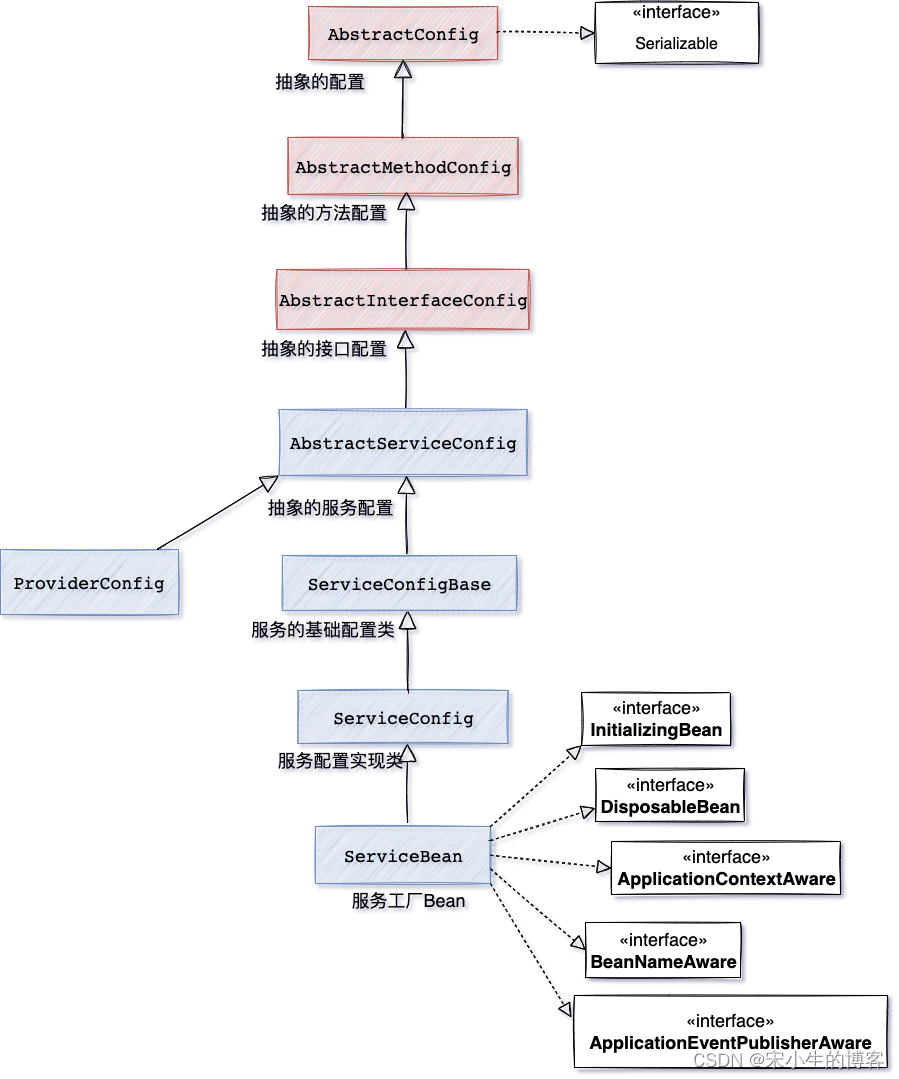 AbstractConfig
«interface»
Serializable
抽象的配置
AbstractMethodConfig
抽象的方法配置
AbstractInterfaceConfig
抽象的接口配置
AbstractServiceConfig
抽象的服务配置
ProviderConfig
ServiceConfigBase
服务的基础配置类
ServiceConfig
服务配置实现类
«interface»
InitializingBean
«interface»
DisposableBean
ServiceBean
服务工厂Bean
«interface»
ApplicationContextAware
«interface»
BeanNameAware
«interface»
ApplicationEventPublisherAware
CSDN @宋小生的博客